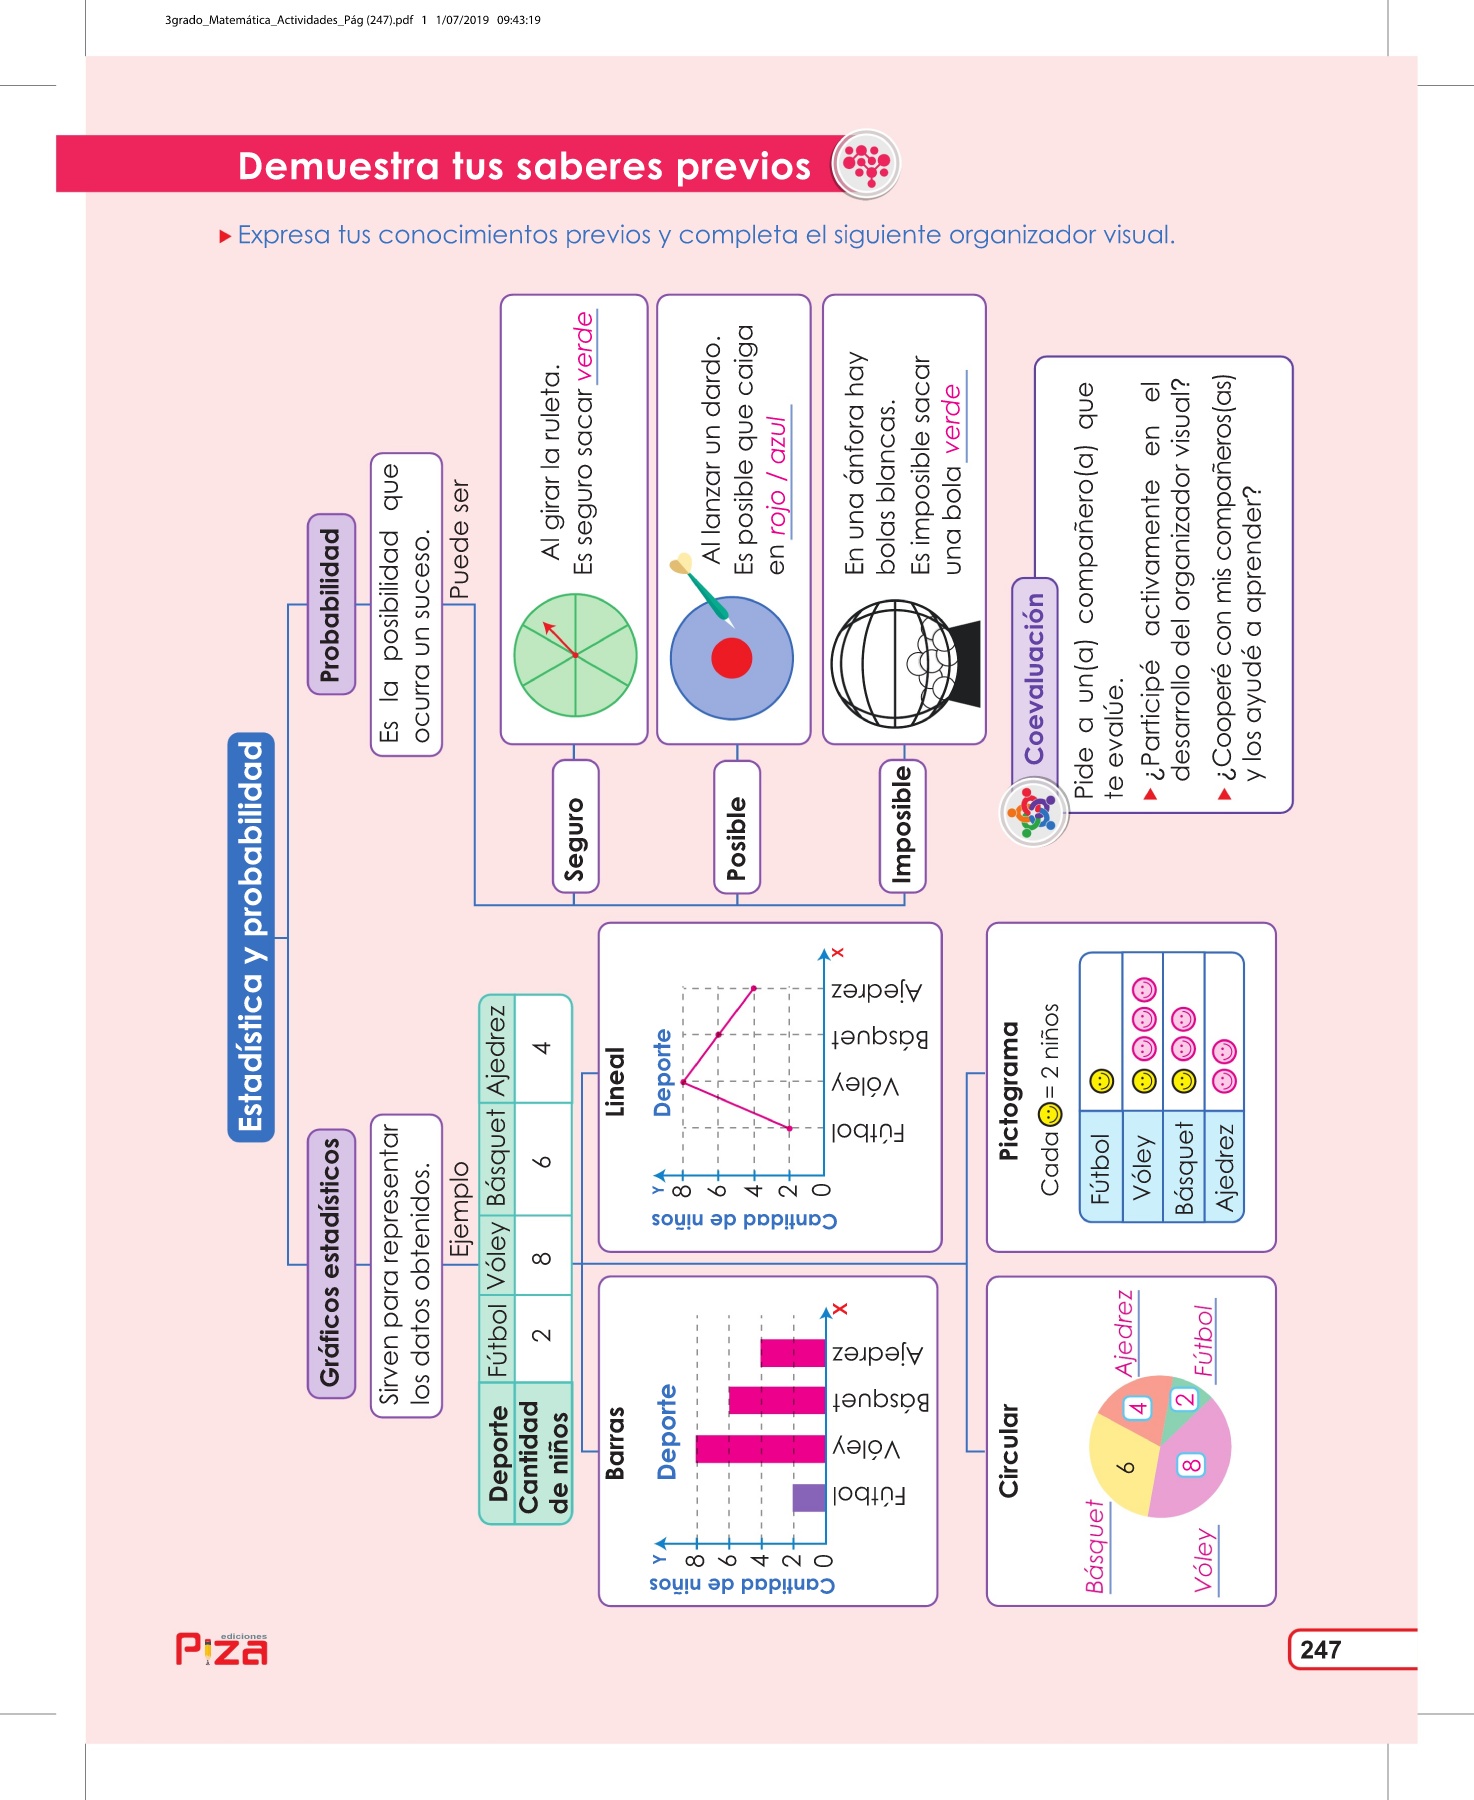 3grado_Matemática_Actividades_Pág (247).pdf 1 1/07/2019 09:43:19
Demuestra tus saberes previos
Expresa tus conocimientos previos y completa el siguiente organizador visual.
Estadística y probabilidad
Gráficos estadísticos
Sirven para representar
los datos obtenidos.
Ejemplo
Deporte Fútbol Vóley Básquet Ajedrez
Cantidad
de niños 2 8 6 4
Barras
Deporte
Cantidad de niños
Y
8
6
4
2
0
Fútbol
Vóley
Básquet
Ajedrez
X
Lineal
Deporte
Cantidad de niños
Y
8
6
4
2
0
Fútbol
Vóley
Básquet
Ajedrez
X
Circular
Básquet
Ajedrez
6
4
8
2
Vóley
Fútbol
Pictograma
Cada = 2 niños
Fútbol
Vóley
Básquet
Ajedrez
Probabilidad
Es la posibilidad que
ocurra un suceso.
Puede ser
Seguro
Al girar la ruleta.
Es seguro sacar verde
Posible
Al lanzar un dardo.
Es posible que caiga
en rojo / azul
Imposible
En una ánfora hay
bolas blancas.
Es imposible sacar
una bola verde
Coevaluación
Pide a un(a) compañero(a) que
te evalúe.
¿Participé activamente en el
desarrollo del organizador visual?
¿Cooperé con mis compañeros(as)
y los ayudé a aprender?
ediciones
Piza
247